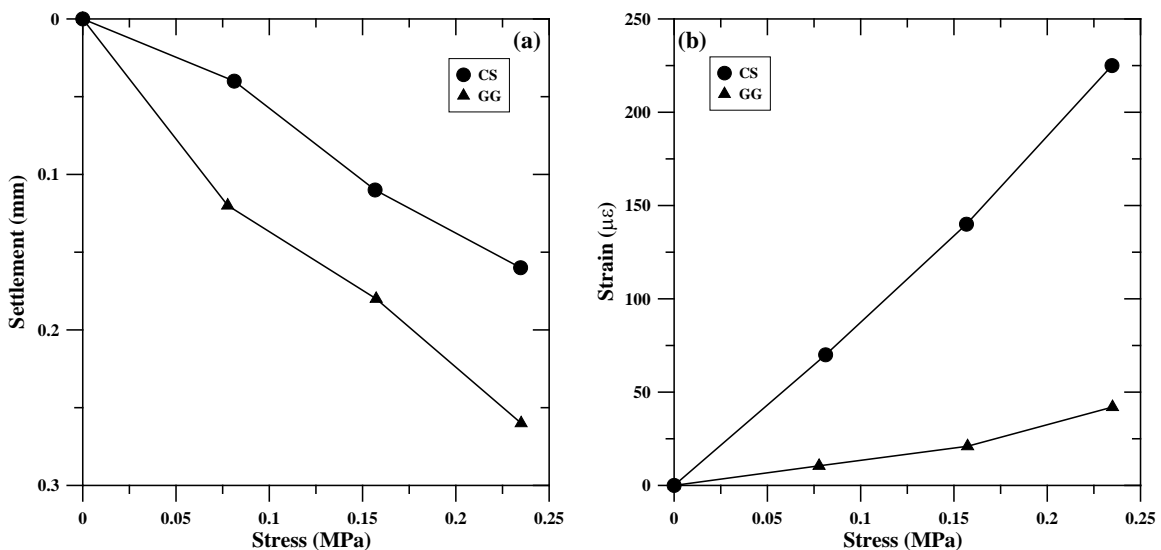 (a)
CS
GG
0
0.1
0.2
0.3
Settlement (mm)
0 0.05 0.1 0.15 0.2 0.25
Stress (MPa)
(b)
CS
GG
250
200
150
100
50
0
Strain (με)
0 0.05 0.1 0.15 0.2 0.25
Stress (MPa)